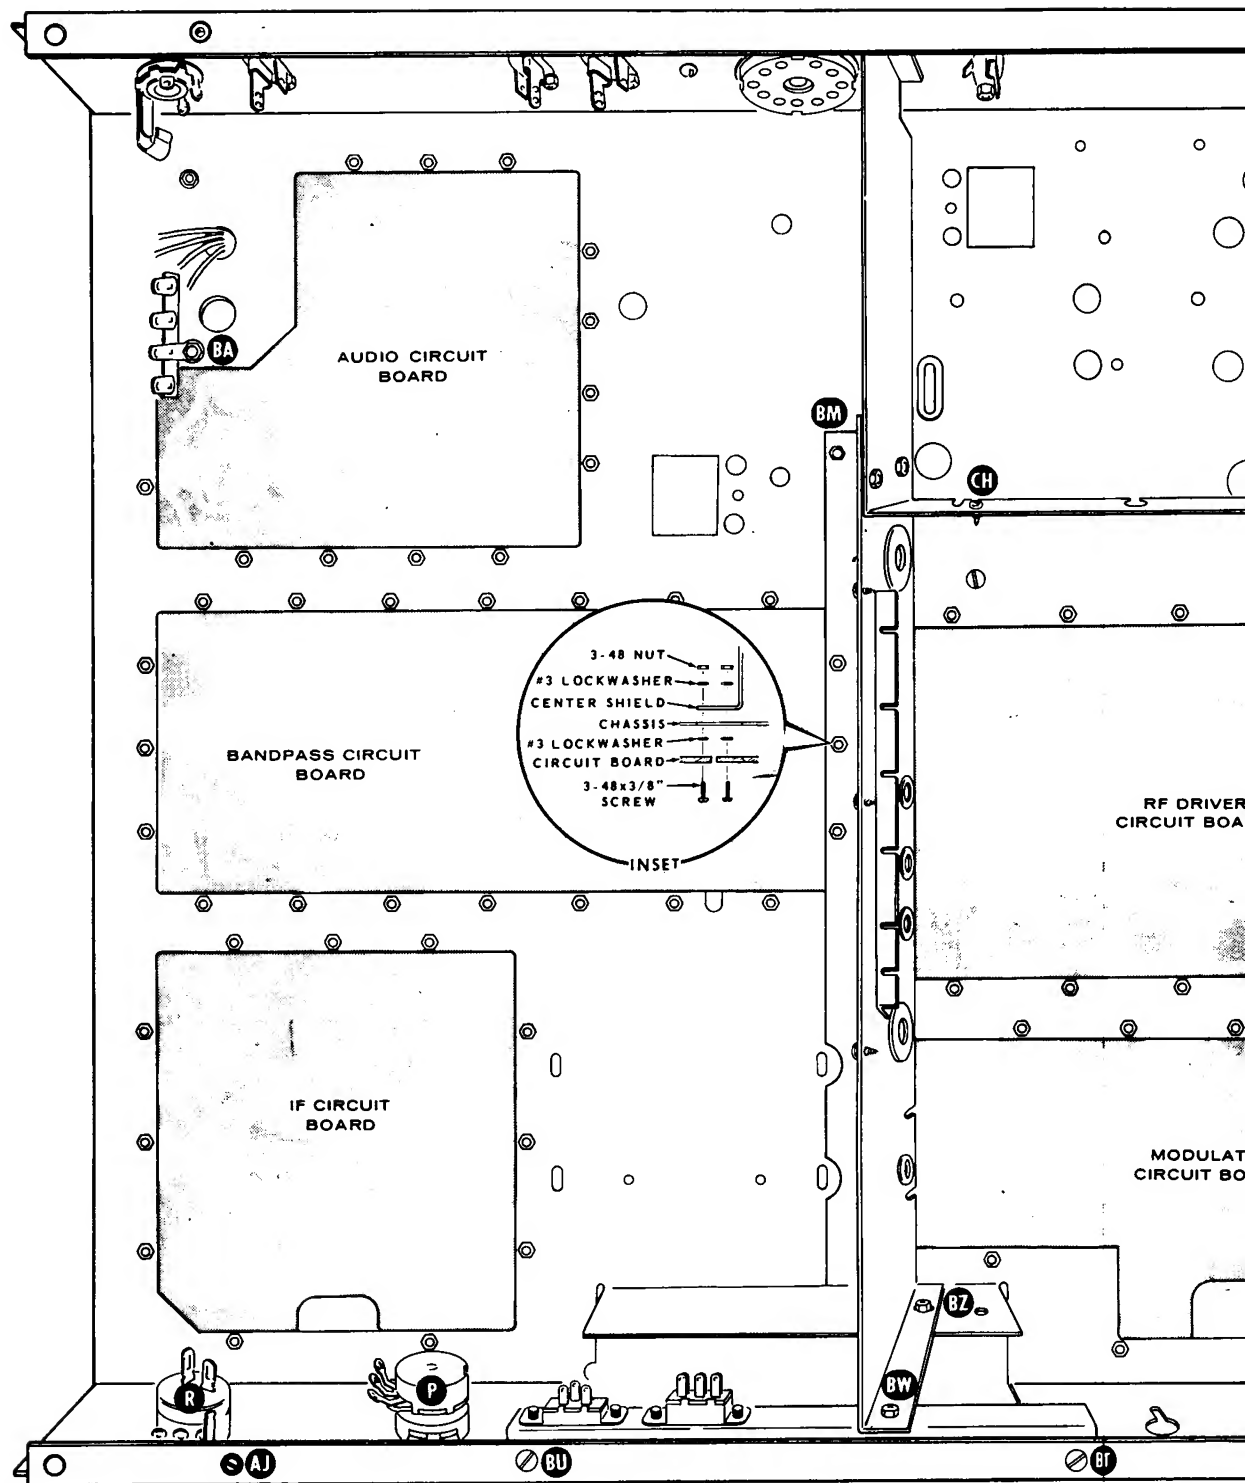 BA
AUDIO CIRCUIT
BOARD
BM
CH
3-48 NUT
#3 LOCKWASHER
CENTER SHIELD
CHASSIS
#3 LOCKWASHER
CIRCUIT BOARD
3-48x3/8"
SCREW
INSET
BANDPASS CIRCUIT
BOARD
RF DRIVER
CIRCUIT BOA
IF CIRCUIT
BOARD
MODULAT
CIRCUIT BO
BZ
R
P
BW
AJ
BU
BT